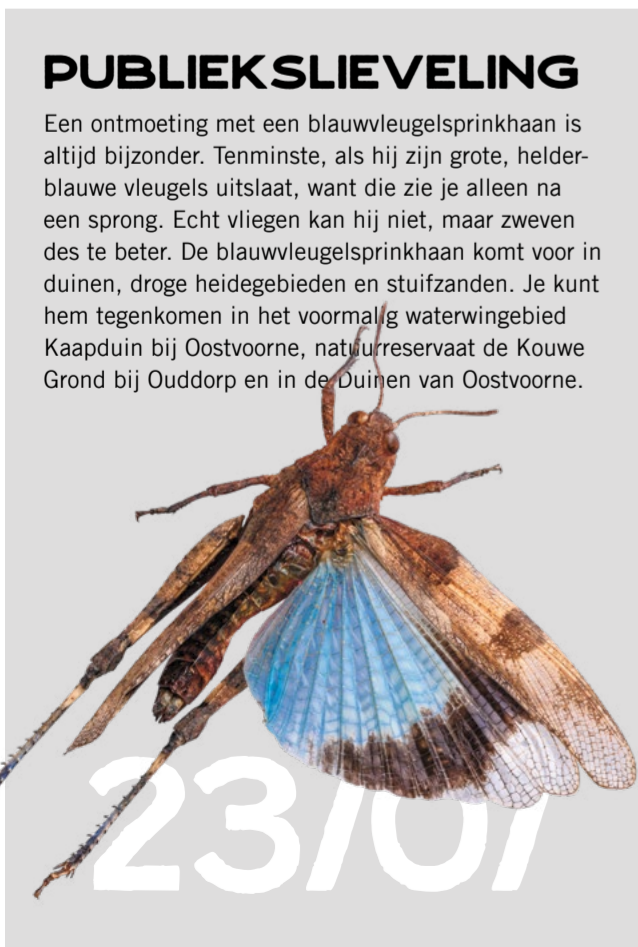 PUBLIEKSLIEVELING
Een ontmoeting met een blauwvleugelsprinkhaan is
altijd bijzonder. Tenminste, als hij zijn grote, helder-
blauwe vleugels uitslaat, want die zie je alleen na
een sprong. Echt vliegen kan hij niet, maar zweven
des te beter. De blauwvleugelsprinkhaan komt voor in
duinen, droge heidegebieden en stuifzanden. Je kunt
hem tegenkomen in het voormalig waterwingebied
Kaapduin bij Oostvoorne, natuurreservaat de Kouwe
Grond bij Ouddorp en in de Duinen van Oostvoorne.